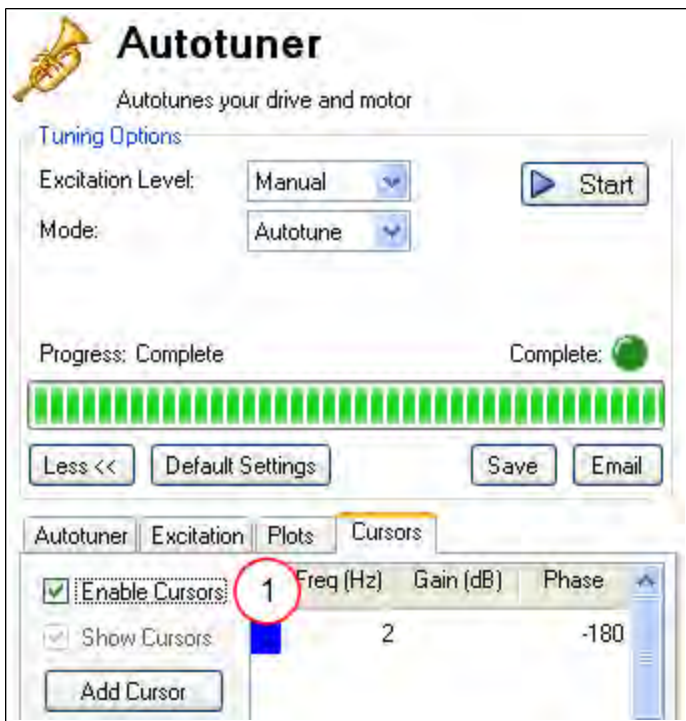 Autotuner
Autotunes your drive and motor
Tuning Options
Excitation Level: Manual Start
Mode: Autotune
Progress: Complete Complete:
Less << Default Settings Save Email
Autotuner Excitation Plots Cursors
Enable Cursors 1 Freq (Hz) Gain (dB) Phase
Show Cursors 2 -180
Add Cursor